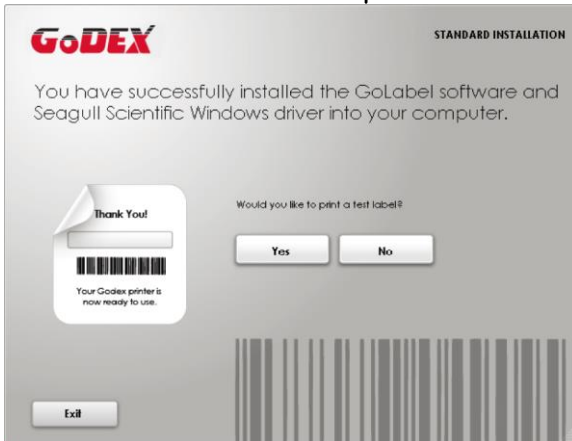 GoDEX
STANDARD INSTALLATION
You have successfully installed the GoLabel software and
Seagull Scientific Windows driver into your computer.
Thank You!
Your Godex printer is
now ready to use.
Would you like to print a test label?
Yes
No
Exit